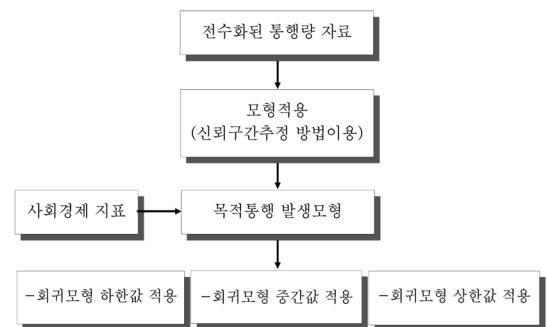 전수화된 통행량 자료
모형적용
(신뢰구간추정 방법이용)
사회경제 지표
목적통행 발생모형
-회귀모형 하한값 적용
-회귀모형 중간값 적용
-회귀모형 상한값 적용